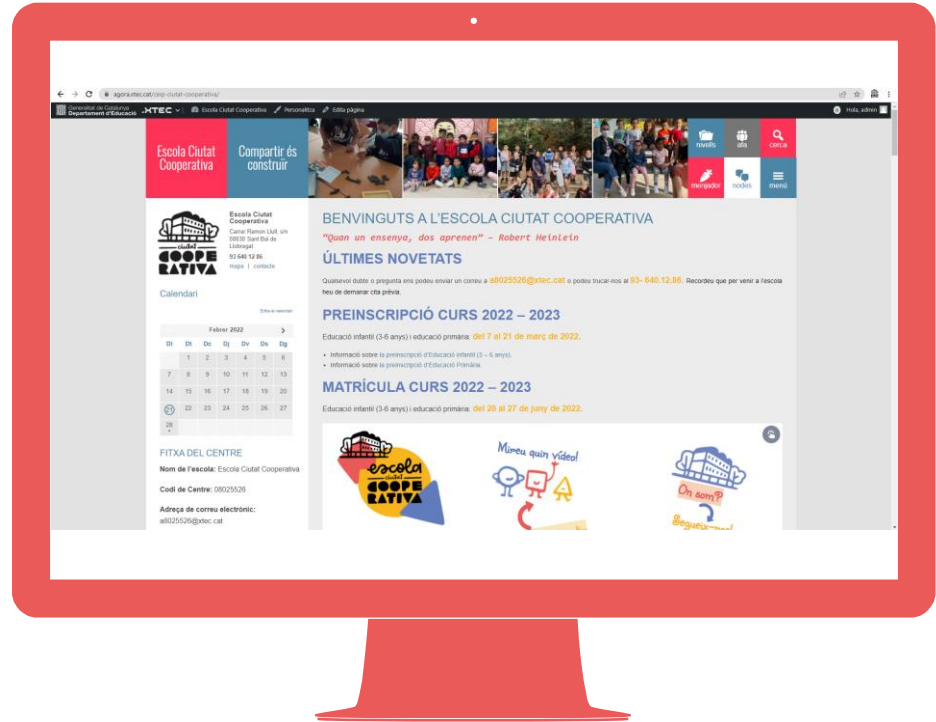 agora.xtec.cat/ceip-ciutat-cooperativa/
Generalitat de Catalunya
Departament d'Educació
XTEC
Escola Ciutat Cooperativa
Personalitza
Edita pàgina
Hola, admin
Escola Ciutat
Cooperativa
Compartir és
construir
nivells
afa
cerca
menjador
nodes
menú
ciutat
COOPE
RATIVA
Escola Ciutat
Cooperativa
Carrer Ramon Llull, s/n
08830 Sant Boi de
Llobregat
93 640 12 86
mapa | contacte
Calendari
Febrer 2022
Dl Dt Dc Dj Dv Ds Dg
1 2 3 4 5 6
7 8 9 10 11 12 13
14 15 16 17 18 19 20
21 22 23 24 25 26 27
28
FITXA DEL CENTRE
Nom de l'escola: Escola Ciutat Cooperativa
Codi de Centre: 08025526
Adreça de correu electrònic:
a8025526@xtec.cat
BENVINGUTS A L'ESCOLA CIUTAT COOPERATIVA
"Quan un ensenya, dos aprenen" – Robert Heinlein
ÚLTIMES NOVETATS
Qualsevol dubte o pregunta ens podeu enviar un correu a a8025526@xtec.cat o podeu trucar-nos al 93- 640.12.86. Recordeu que per venir a l'escola
heu de demanar cita prèvia.
PREINSCRIPCIÓ CURS 2022 – 2023
Educació infantil (3-6 anys) i educació primària: del 7 al 21 de març de 2022.
• Informació sobre la preinscripció d'Educació infantil (3 – 6 anys).
• Informació sobre la preinscripció d'Educació Primària.
MATRÍCULA CURS 2022 – 2023
Educació infantil (3-6 anys) i educació primària: del 20 al 27 de juny de 2022.
escola
ciutat
COOPE
RATIVA
Mireu quin vídeo!
On som?
Segueix-nos!